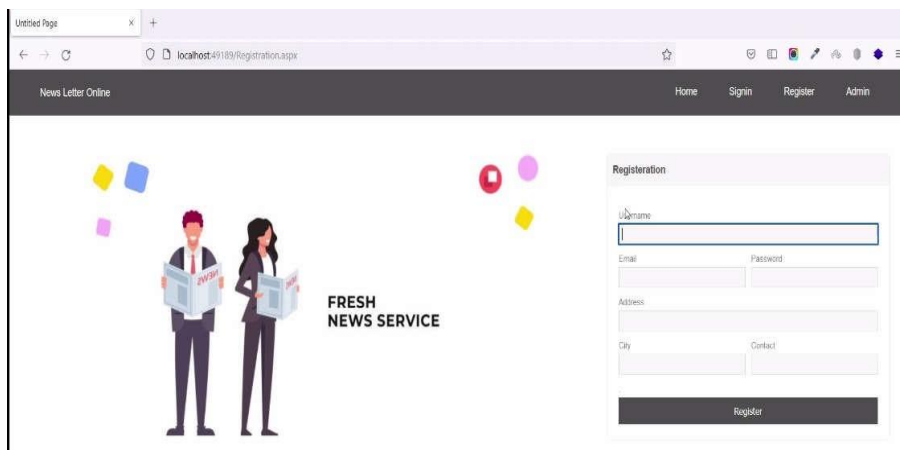 Untitled Page
localhost:49189/Registration.aspx
News Letter Online
Home Signin Register Admin
Registeration
Username
Email Password
Address
City Contact
Register
NEWS
FRESH
NEWS SERVICE